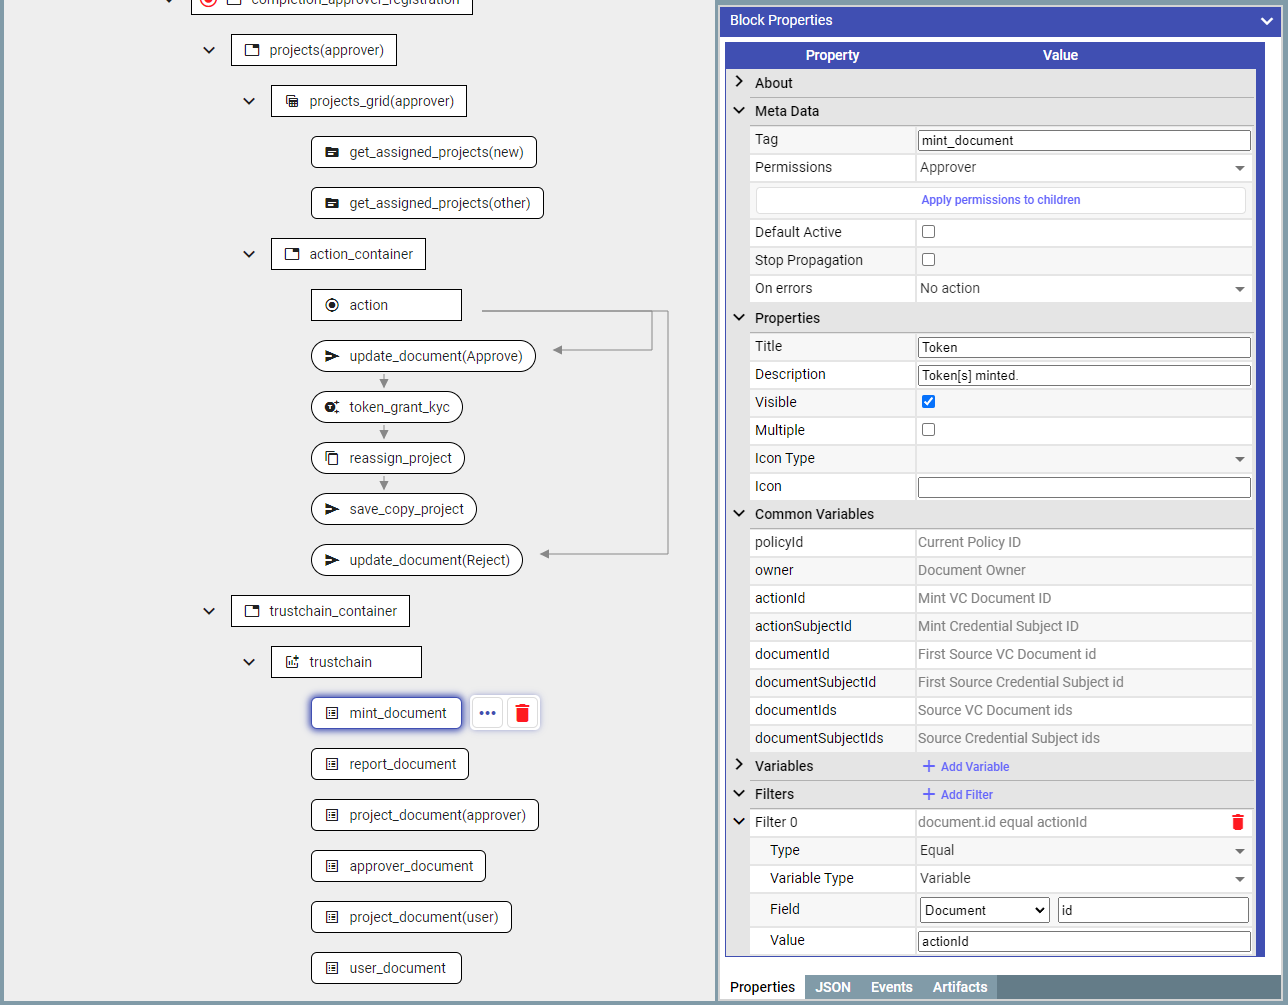 completion_approver_registration
projects(approver)
projects_grid(approver)
get_assigned_projects(new)
get_assigned_projects(other)
action_container
action
update_document(Approve)
token_grant_kyc
reassign_project
save_copy_project
update_document(Reject)
trustchain_container
trustchain
mint_document
report_document
project_document(approver)
approver_document
project_document(user)
user_document
Block Properties
Property Value
About
Meta Data
Tag mint_document
Permissions Approver
Apply permissions to children
Default Active
Stop Propagation
On errors No action
Properties
Title Token
Description Token[s] minted.
Visible
Multiple
Icon Type
Icon
Common Variables
policyId Current Policy ID
owner Document Owner
actionId Mint VC Document ID
actionSubjectId Mint Credential Subject ID
documentId First Source VC Document id
documentSubjectId First Source Credential Subject id
documentIds Source VC Document ids
documentSubjectIds Source Credential Subject ids
Variables + Add Variable
Filters + Add Filter
Filter 0 document.id equal actionId
Type Equal
Variable Type Variable
Field Document id
Value actionId
Properties JSON Events Artifacts